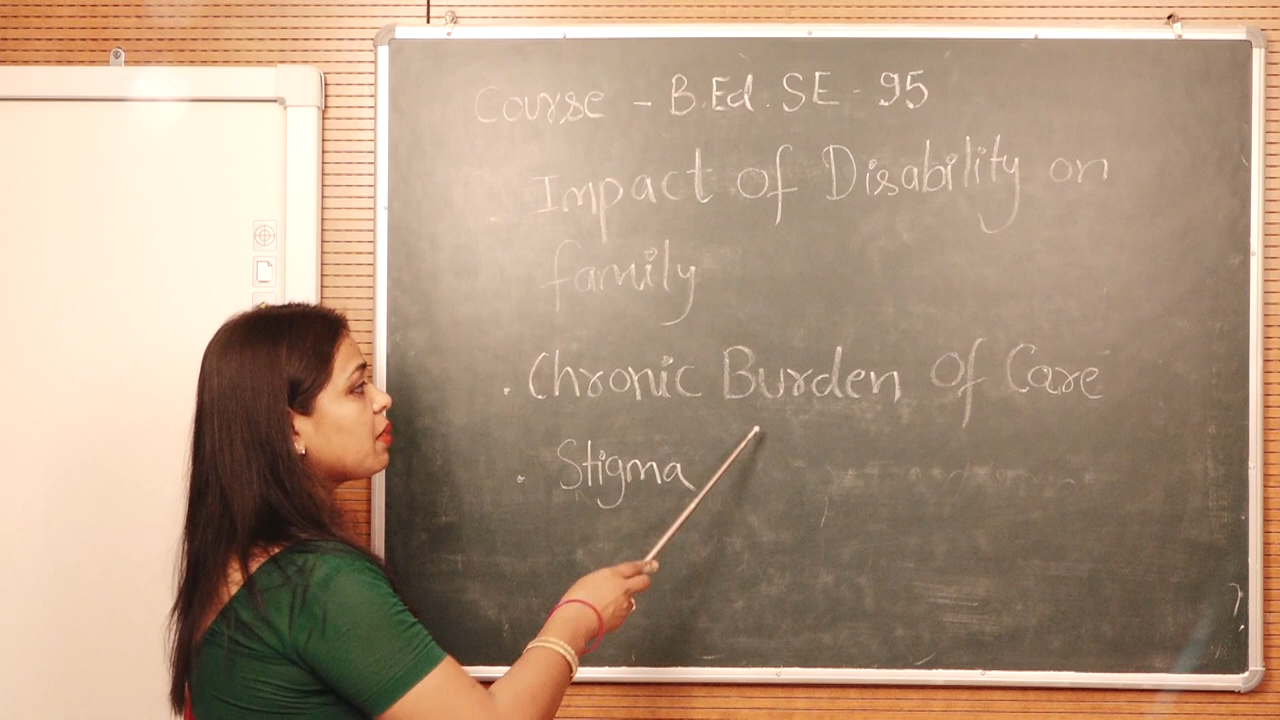 Course - B.Ed. SE - 95
Impact of Disability on
family
. Chronic Burden Of Care
. Stigma